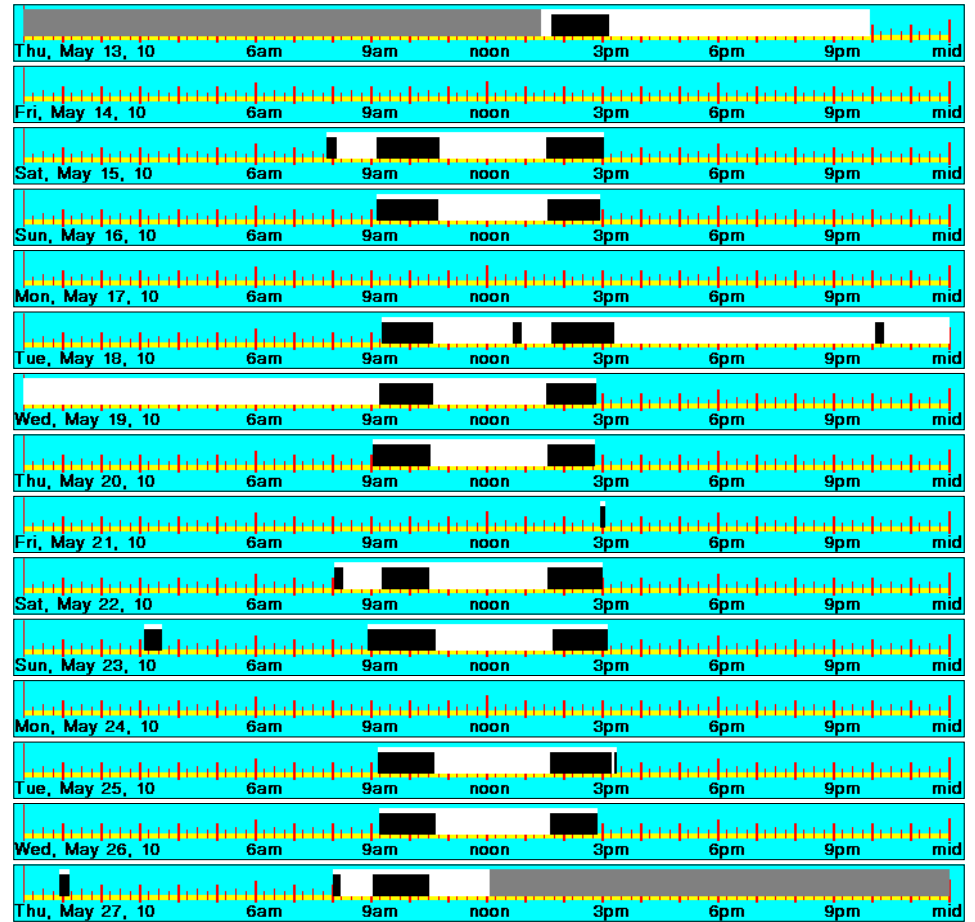 Thu, May 13, 10 6am 9am noon 3pm 6pm 9pm mid
Fri, May 14, 10 6am 9am noon 3pm 6pm 9pm mid
Sat, May 15, 10 6am 9am noon 3pm 6pm 9pm mid
Sun, May 16, 10 6am 9am noon 3pm 6pm 9pm mid
Mon, May 17, 10 6am 9am noon 3pm 6pm 9pm mid
Tue, May 18, 10 6am 9am noon 3pm 6pm 9pm mid
Wed, May 19, 10 6am 9am noon 3pm 6pm 9pm mid
Thu, May 20, 10 6am 9am noon 3pm 6pm 9pm mid
Fri, May 21, 10 6am 9am noon 3pm 6pm 9pm mid
Sat, May 22, 10 6am 9am noon 3pm 6pm 9pm mid
Sun, May 23, 10 6am 9am noon 3pm 6pm 9pm mid
Mon, May 24, 10 6am 9am noon 3pm 6pm 9pm mid
Tue, May 25, 10 6am 9am noon 3pm 6pm 9pm mid
Wed, May 26, 10 6am 9am noon 3pm 6pm 9pm mid
Thu, May 27, 10 6am 9am noon 3pm 6pm 9pm mid